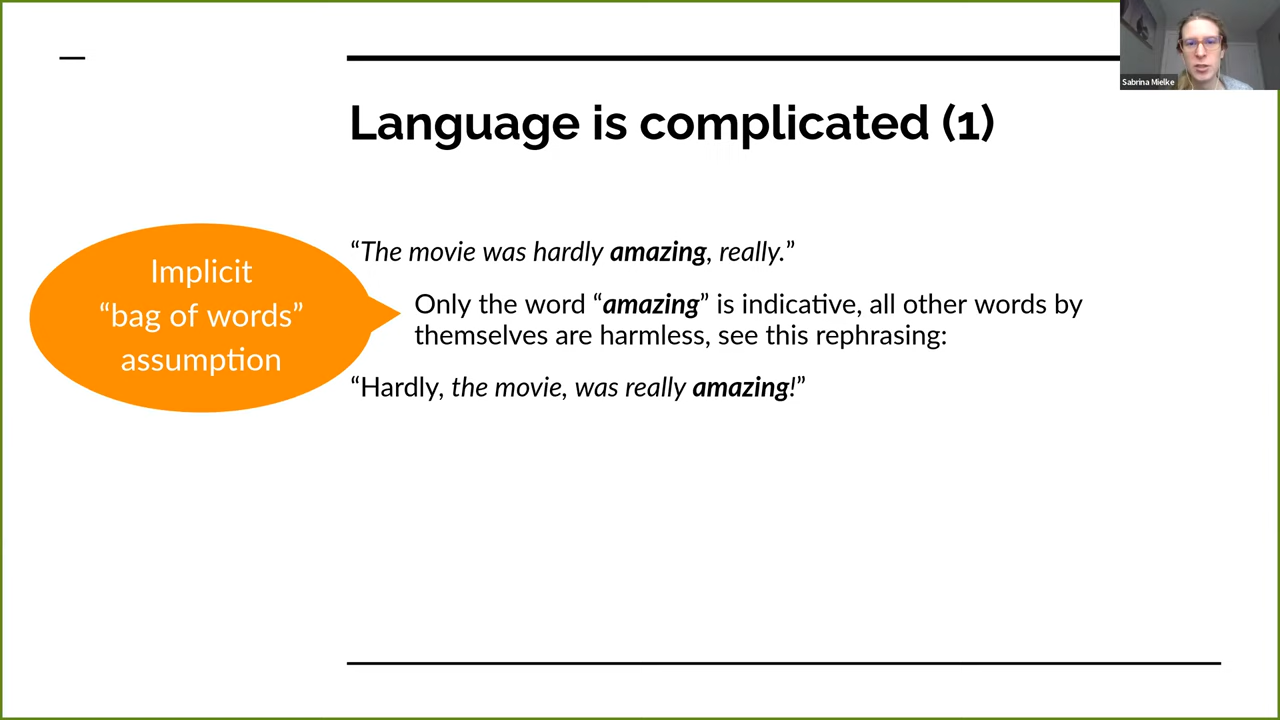 Sabrina Mielke
Language is complicated (1)
Implicit
“bag of words”
assumption
“The movie was hardly amazing, really.”
Only the word “amazing” is indicative, all other words by
themselves are harmless, see this rephrasing:
“Hardly, the movie, was really amazing!”